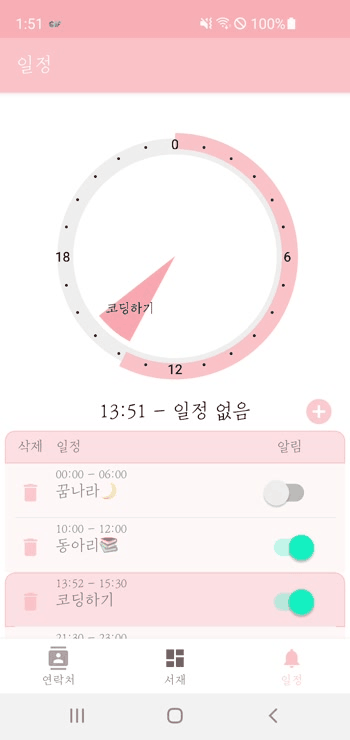 1:51 GIF 100%
일정
0
18
6
코딩하기
12
13:51 - 일정 없음
삭제 일정 알림
00:00 - 06:00
꿈나라🌙
10:00 - 12:00
동아리📚
13:52 - 15:30
코딩하기
21:30 - 23:00
연락처 서재 일정